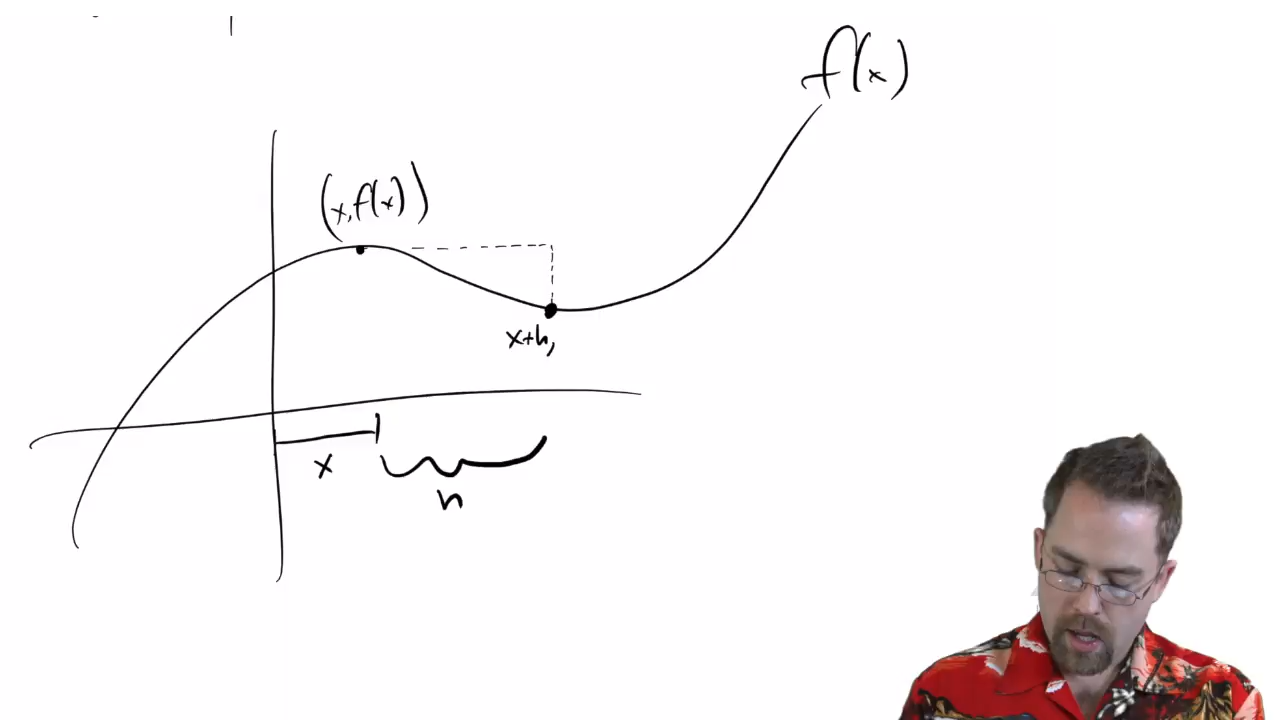 f(x)
(x,f(x))
x+h,
x
h